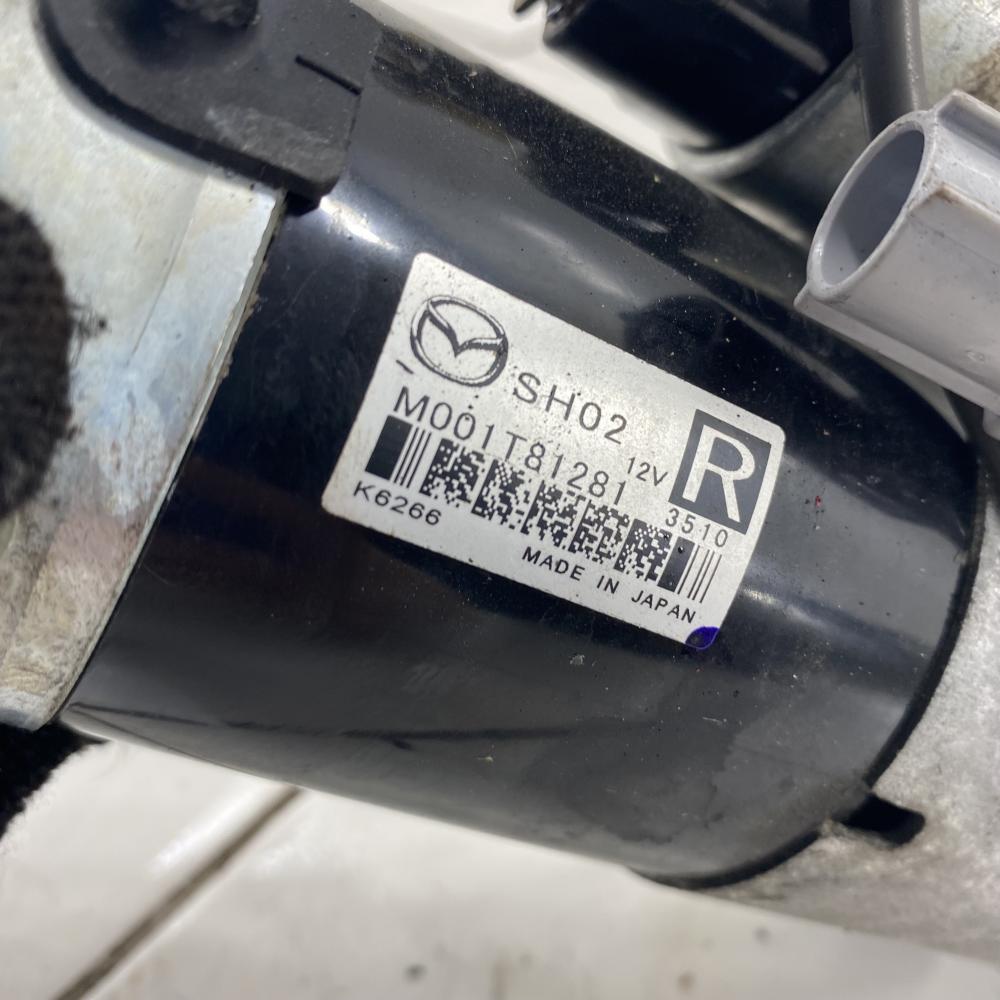 SH02
M001T81281 12V R
3510
K6266
MADE IN JAPAN